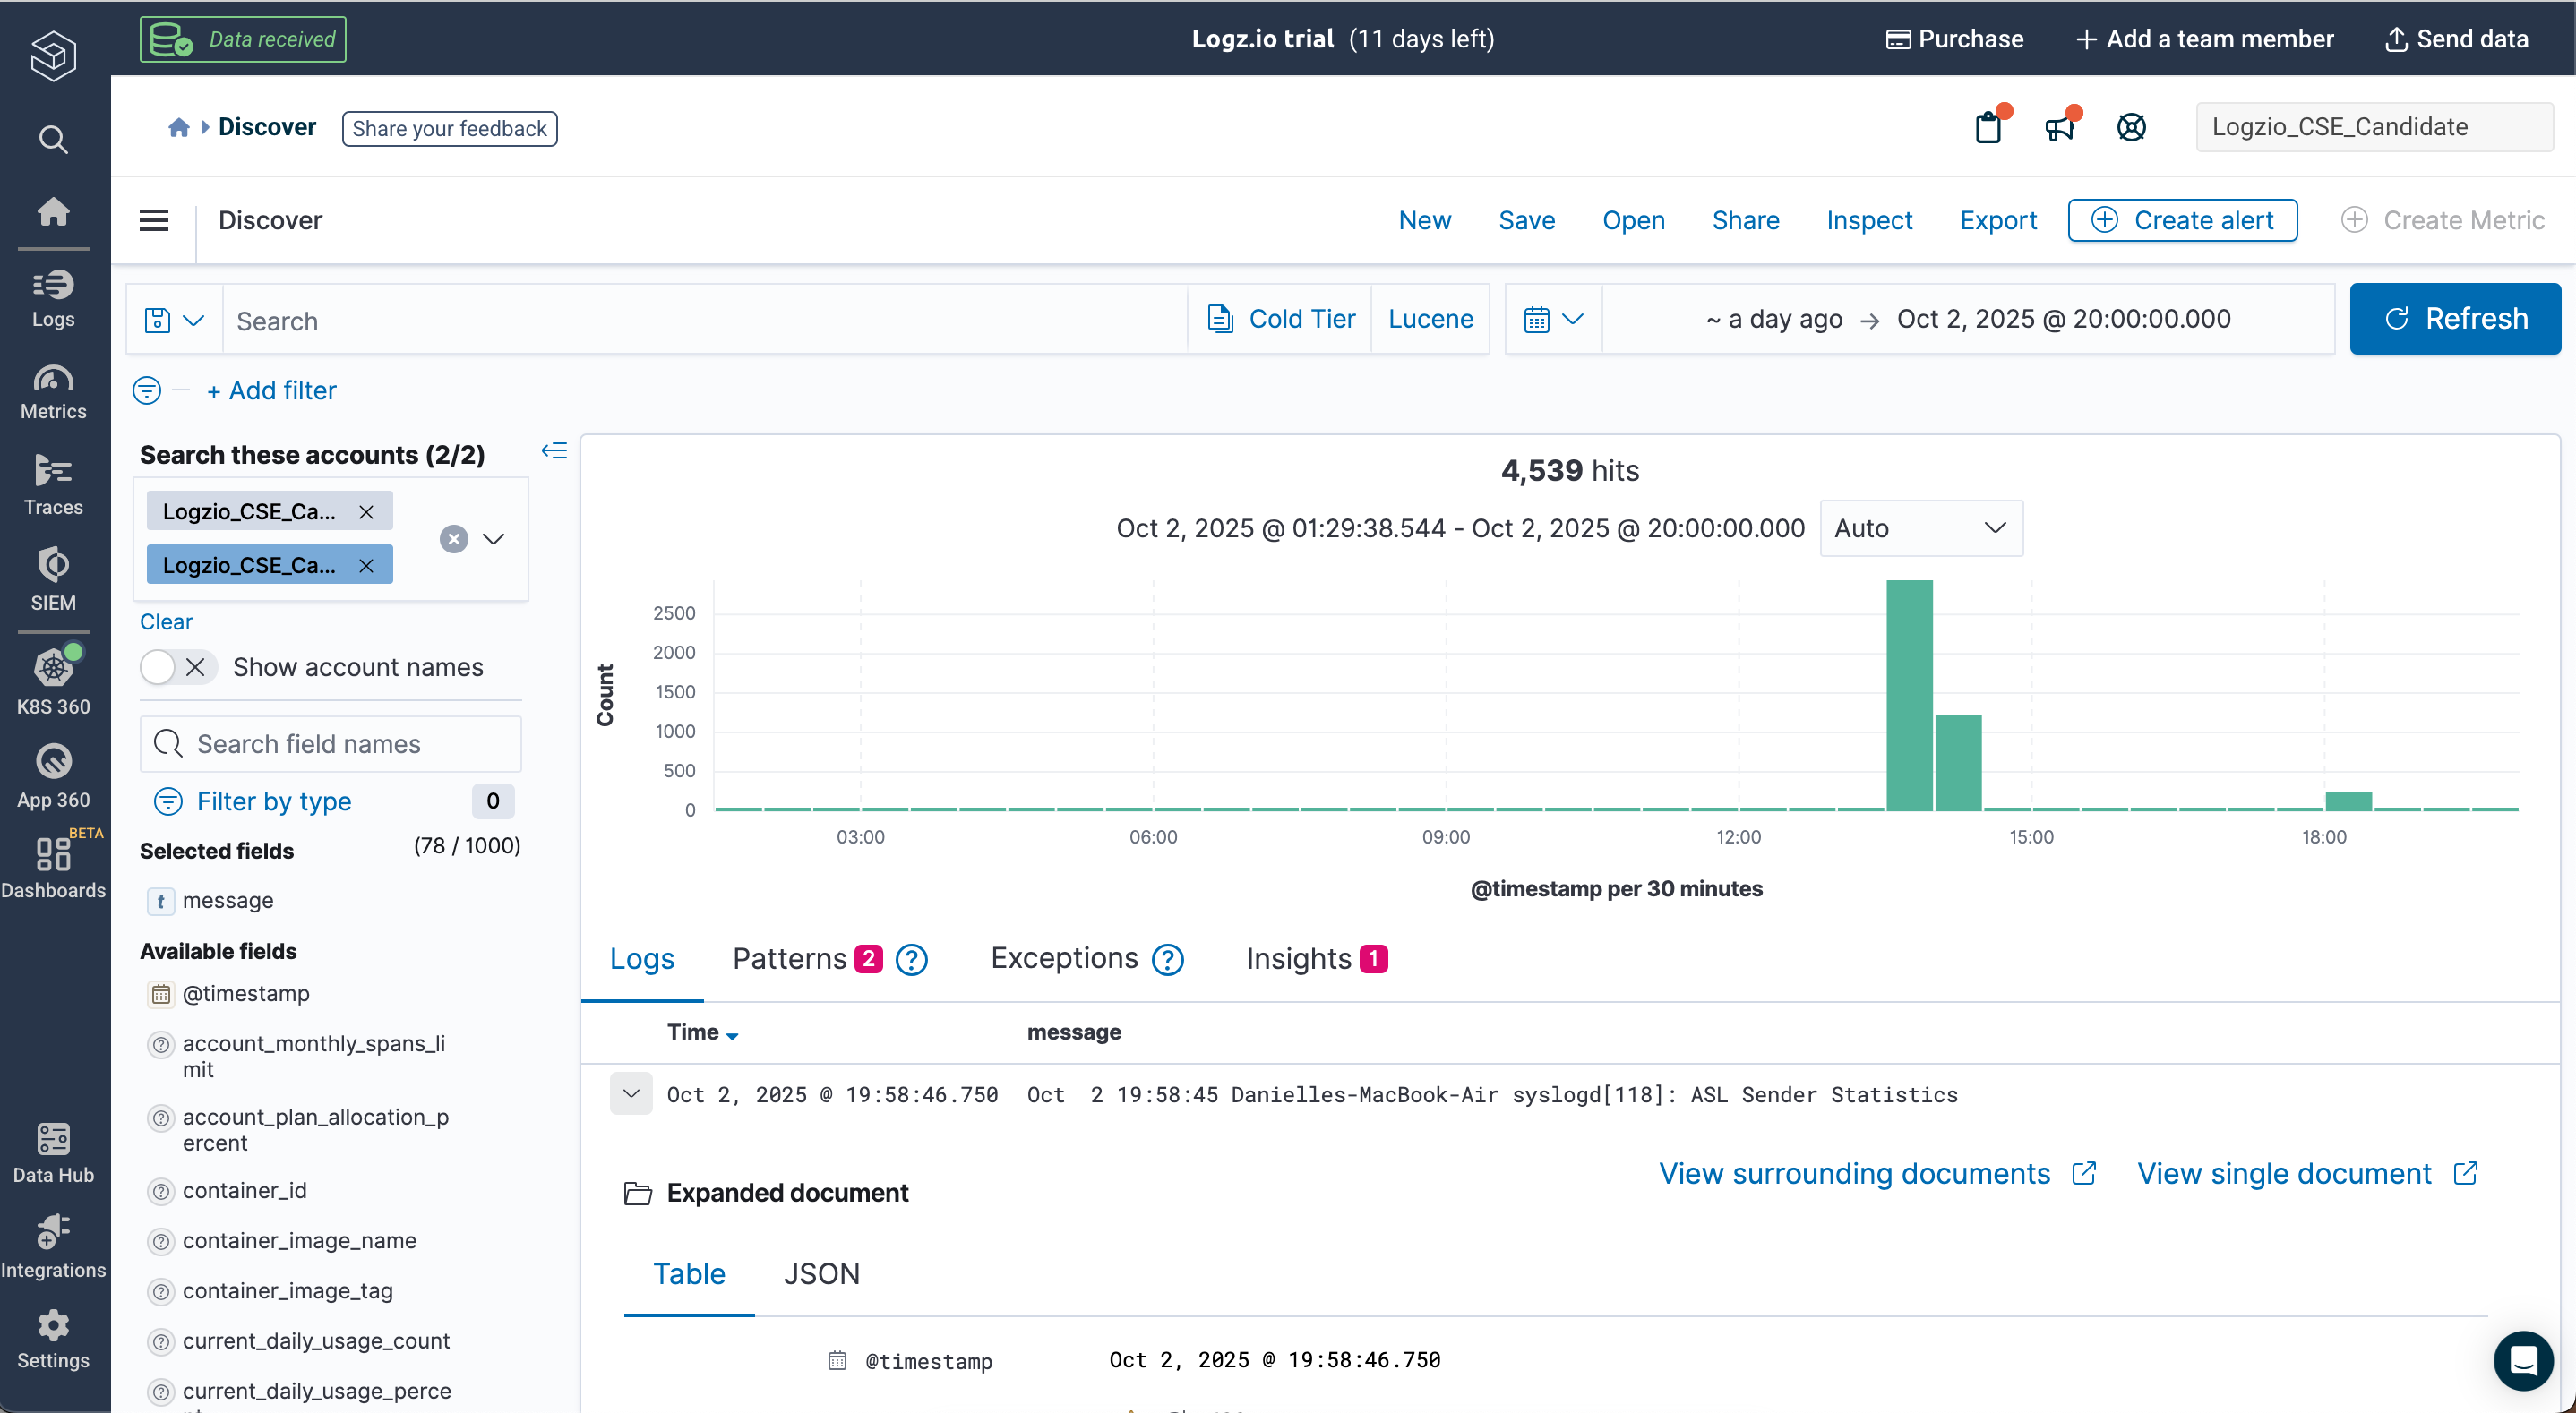 Data received
Logz.io trial (11 days left)
Purchase
Add a team member
Send data
Discover
Share your feedback
Logzio_CSE_Candidate
Discover
New
Save
Open
Share
Inspect
Export
Create alert
Create Metric
Search
Cold Tier
Lucene
~ a day ago → Oct 2, 2025 @ 20:00:00.000
Refresh
+ Add filter
Logs
Metrics
Traces
SIEM
K8S 360
App 360
BETA
Dashboards
Data Hub
Integrations
Settings
Search these accounts (2/2)
Logzio_CSE_Ca...
Logzio_CSE_Ca...
Clear
Show account names
Search field names
Filter by type
0
Selected fields
(78 / 1000)
t message
Available fields
@timestamp
account_monthly_spans_li
mit
account_plan_allocation_p
ercent
container_id
container_image_name
container_image_tag
current_daily_usage_count
current_daily_usage_perce
4,539 hits
Oct 2, 2025 @ 01:29:38.544 - Oct 2, 2025 @ 20:00:00.000
Auto
Count
2500
2000
1500
1000
500
0
03:00
06:00
09:00
12:00
15:00
18:00
@timestamp per 30 minutes
Logs
Patterns 2
Exceptions
Insights 1
Time
message
Oct 2, 2025 @ 19:58:46.750
Oct  2 19:58:45 Danielles-MacBook-Air syslogd[118]: ASL Sender Statistics
View surrounding documents
View single document
Expanded document
Table
JSON
@timestamp
Oct 2, 2025 @ 19:58:46.750